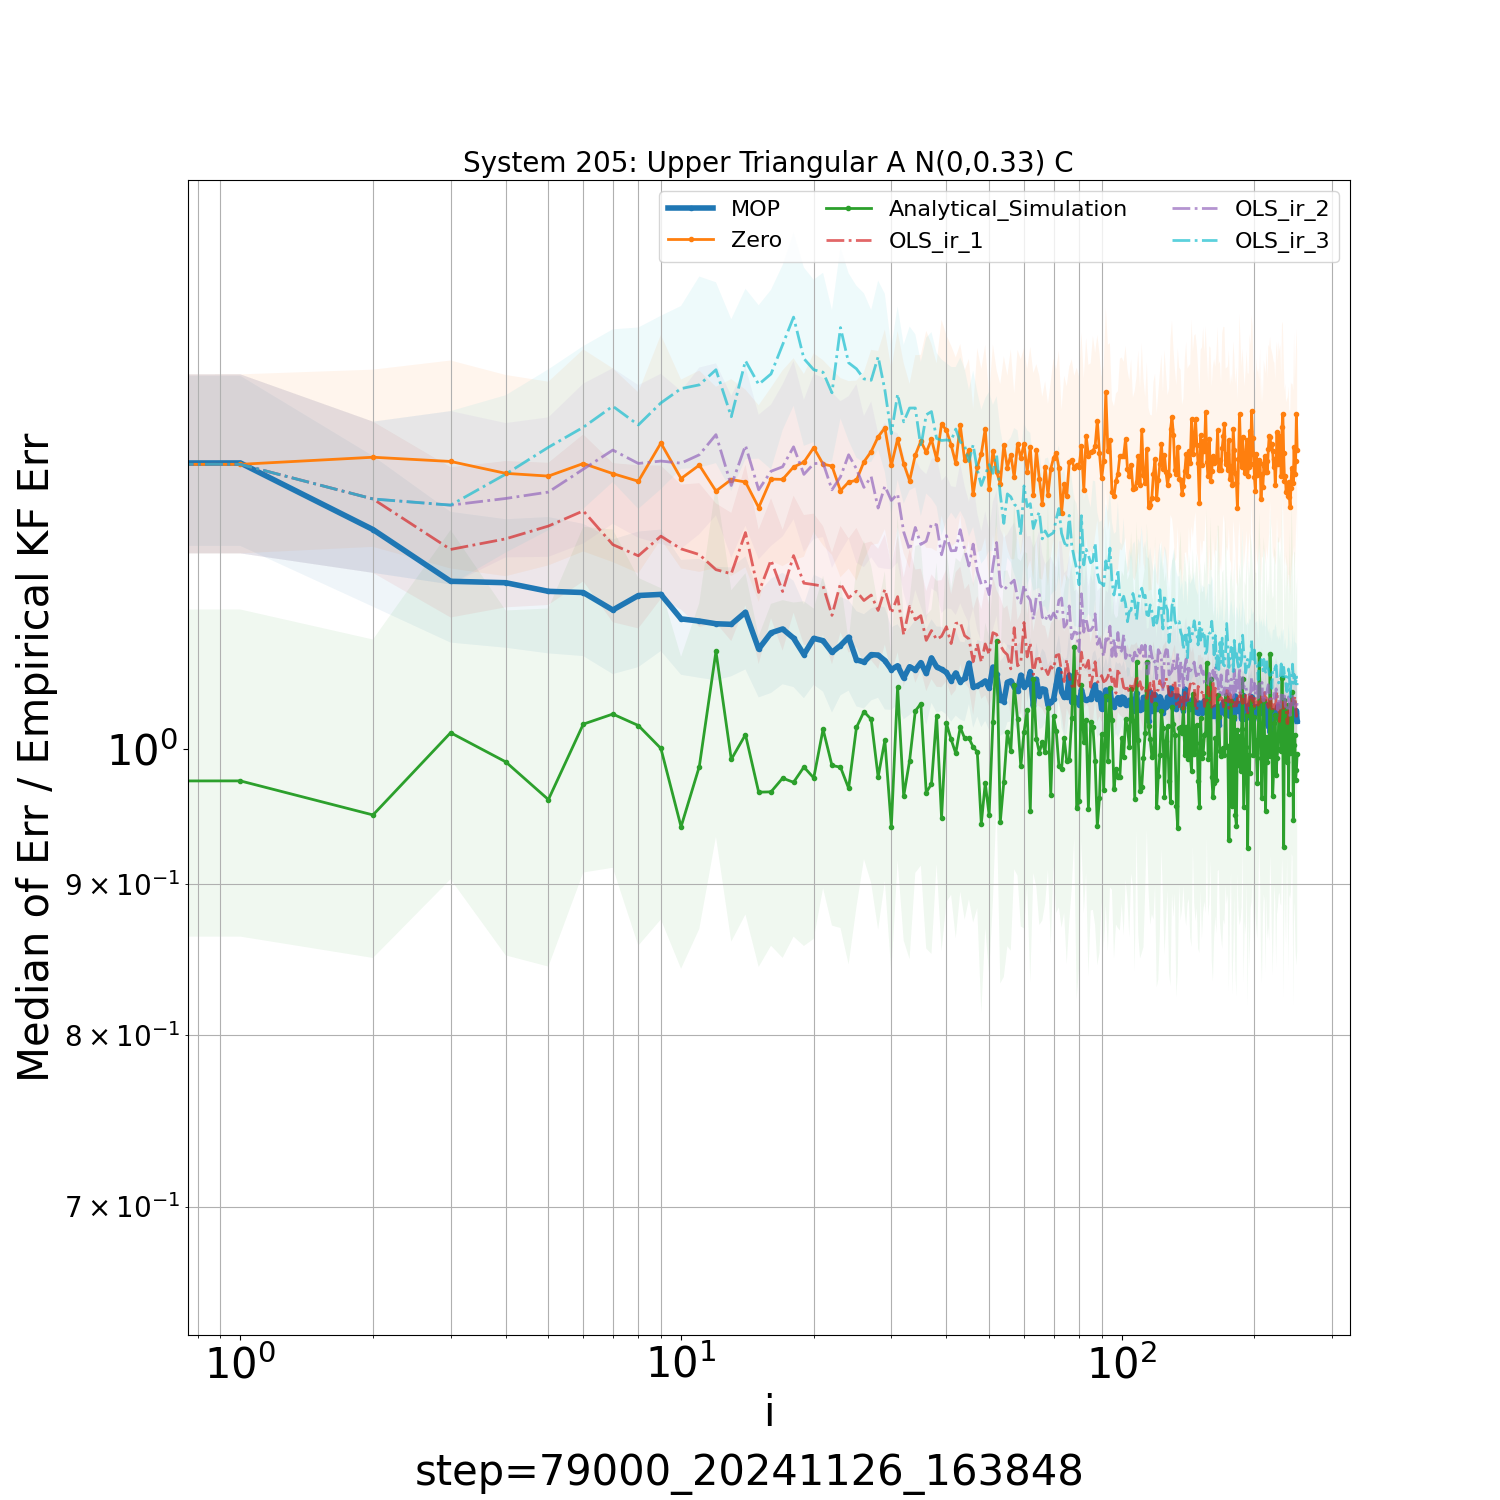 System 205: Upper Triangular A N(0,0.33) C
MOP
Zero
Analytical_Simulation
OLS_ir_1
OLS_ir_2
OLS_ir_3
Median of Err / Empirical KF Err
10⁰
9 × 10⁻¹
8 × 10⁻¹
7 × 10⁻¹
10⁰ 10¹ 10²
i
step=79000_20241126_163848